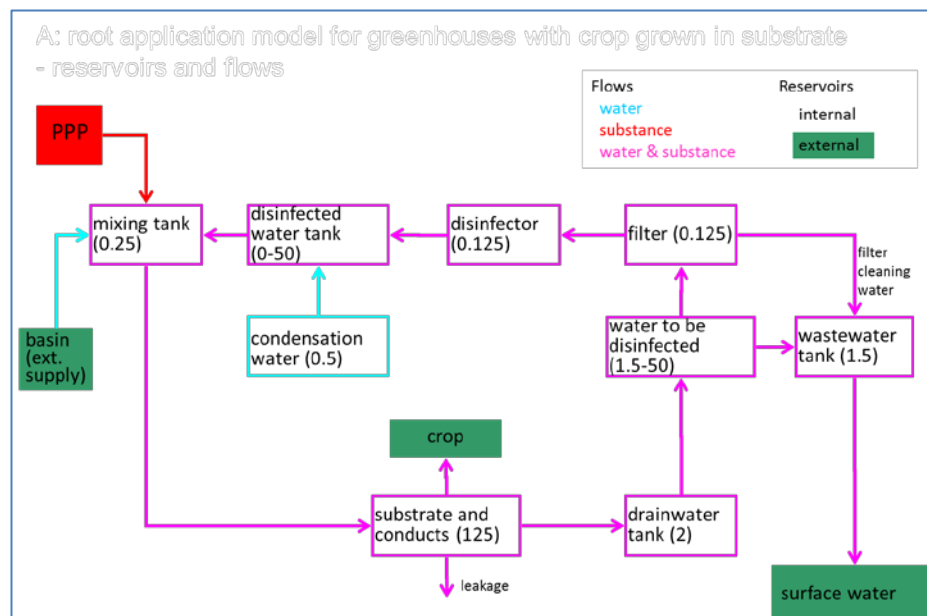 A: root application model for greenhouses with crop grown in substrate
- reservoirs and flows
Flows
water
substance
water & substance
Reservoirs
internal
external
PPP
mixing tank
(0.25)
disinfected
water tank
(0-50)
disinfector
(0.125)
filter (0.125)
filter
cleaning
water
basin
(ext.
supply)
condensation
water (0.5)
water to be
disinfected
(1.5-50)
wastewater
tank (1.5)
crop
substrate and
conducts (125)
drainwater
tank (2)
leakage
surface water